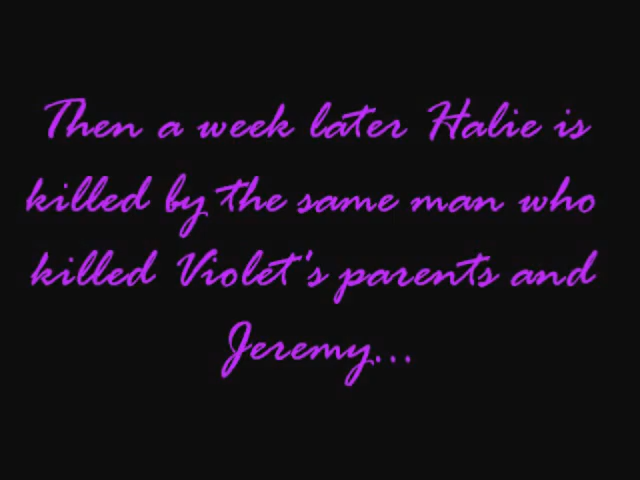 Then a week later Halie is
killed by the same man who
killed Violet's parents and
Jeremy...